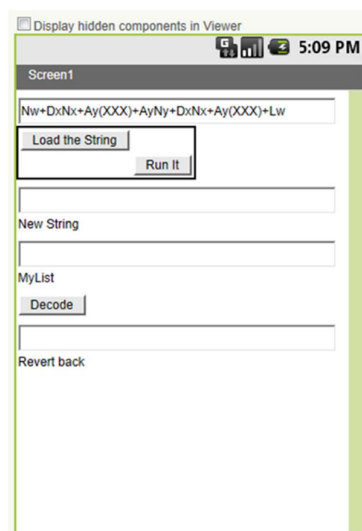 Display hidden components in Viewer
5:09 PM
Screen1
Nw+DxNx+Ay(XXX)+AyNy+DxNx+Ay(XXX)+Lw
Load the String
Run It
New String
MyList
Decode
Revert back